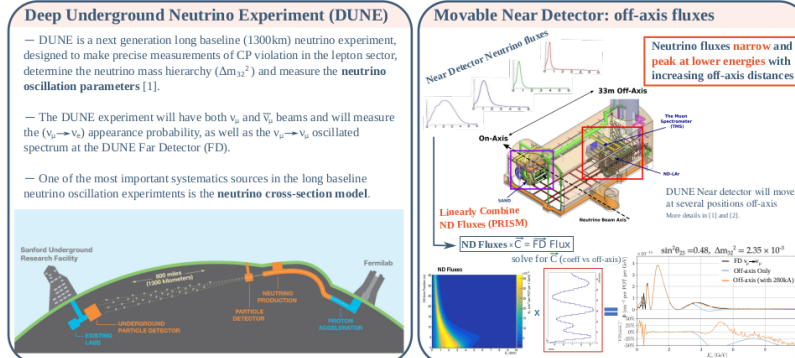 Deep Underground Neutrino Experiment (DUNE)
— DUNE is a next generation long baseline (1300km) neutrino experiment,
designed to make precise measurements of CP violation in the lepton sector,
determine the neutrino mass hierarchy (Δm₃₂²) and measure the neutrino
oscillation parameters [1].
— The DUNE experiment will have both νμ and ν̅μ beams and will measure
the (νμ→νe) appearance probability, as well as the νμ→νμ oscillated
spectrum at the DUNE Far Detector (FD).
— One of the most important systematics sources in the long baseline
neutrino oscillation experimtents is the neutrino cross-section model.
Sanford Underground
Research Facility
Fermilab
800 miles
(1300 kilometers)
NEUTRINO
PRODUCTION
PARTICLE
DETECTOR
UNDERGROUND
PARTICLE DETECTOR
EXISTING
LABS
PROTON
ACCELERATOR
Movable Near Detector: off-axis fluxes
Near Detector Neutrino fluxes
Neutrino fluxes narrow and
peak at lower energies with
increasing off-axis distances
33m Off-Axis
On-Axis
The Muon
Spectrometer
(TMS)
ND-LAr
SAND
Neutrino Beam Axis
Linearly Combine
ND Fluxes (PRISM)
DUNE Near detector will move
at several positions off-axis
More details in [1] and [2].
ND Fluxes × C⃗ = FD Flux
solve for C⃗ (coeff vs off-axis)
ND Fluxes
x
=
sin²θ₂₃=0.48, Δm₃₂² = 2.35 × 10⁻³
FD νμ→νμ
Off-axis Only
Off-axis (with 280kA)